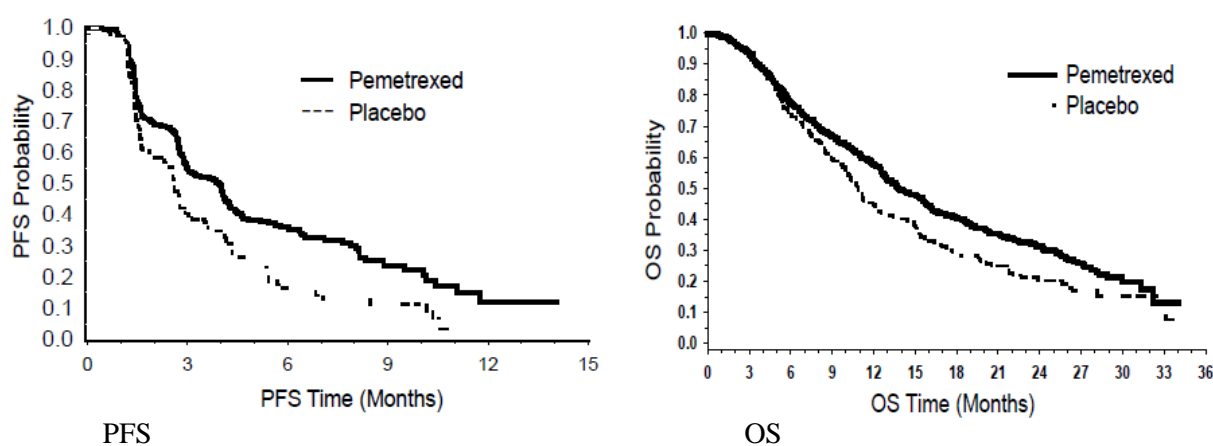 1.0
0.9
0.8
0.7
0.6
0.5
0.4
0.3
0.2
0.1
0.0
PFS Probability
Pemetrexed
Placebo
0 3 6 9 12 15
PFS Time (Months)
PFS
1.0
0.9
0.8
0.7
0.6
0.5
0.4
0.3
0.2
0.1
0.0
OS Probability
Pemetrexed
Placebo
0 3 6 9 12 15 18 21 24 27 30 33 36
OS Time (Months)
OS